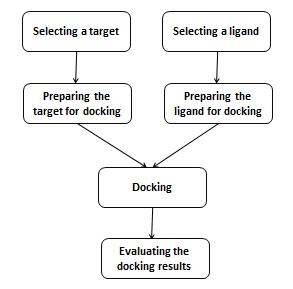 Selecting a target
Selecting a ligand
Preparing the
target for docking
Preparing the
ligand for docking
Docking
Evaluating the
docking results